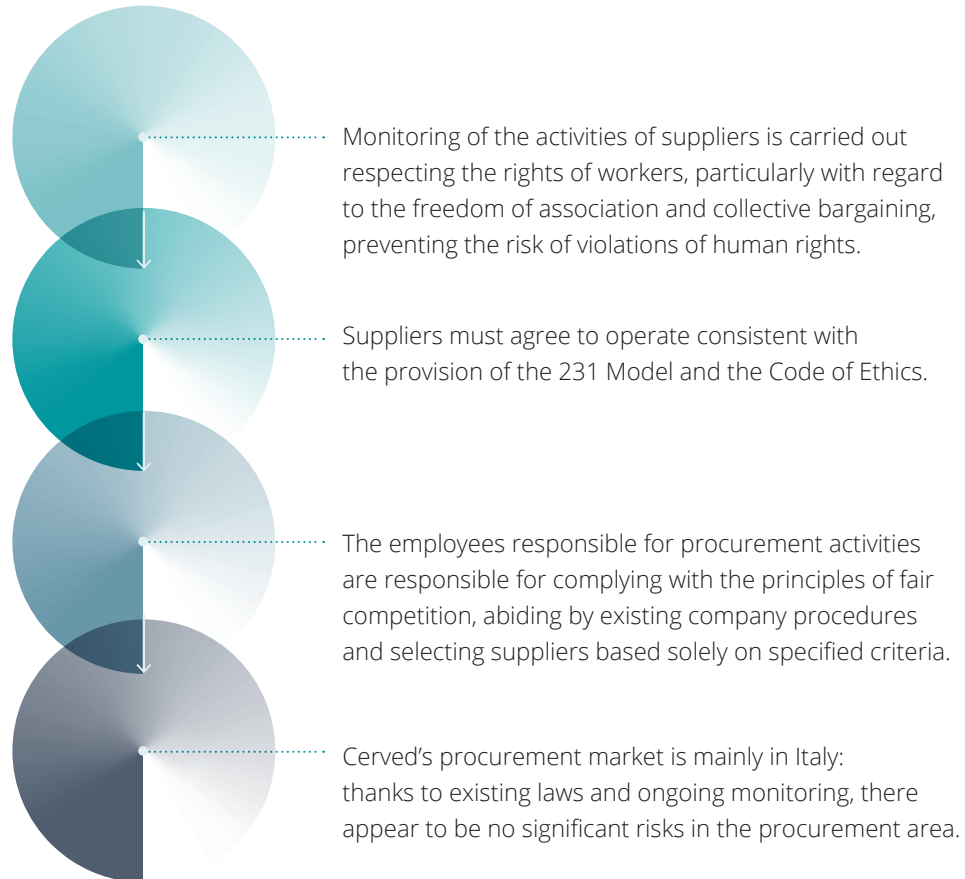 Monitoring of the activities of suppliers is carried out
respecting the rights of workers, particularly with regard
to the freedom of association and collective bargaining,
preventing the risk of violations of human rights.
Suppliers must agree to operate consistent with
the provision of the 231 Model and the Code of Ethics.
The employees responsible for procurement activities
are responsible for complying with the principles of fair
competition, abiding by existing company procedures
and selecting suppliers based solely on specified criteria.
Cerved’s procurement market is mainly in Italy:
thanks to existing laws and ongoing monitoring, there
appear to be no significant risks in the procurement area.